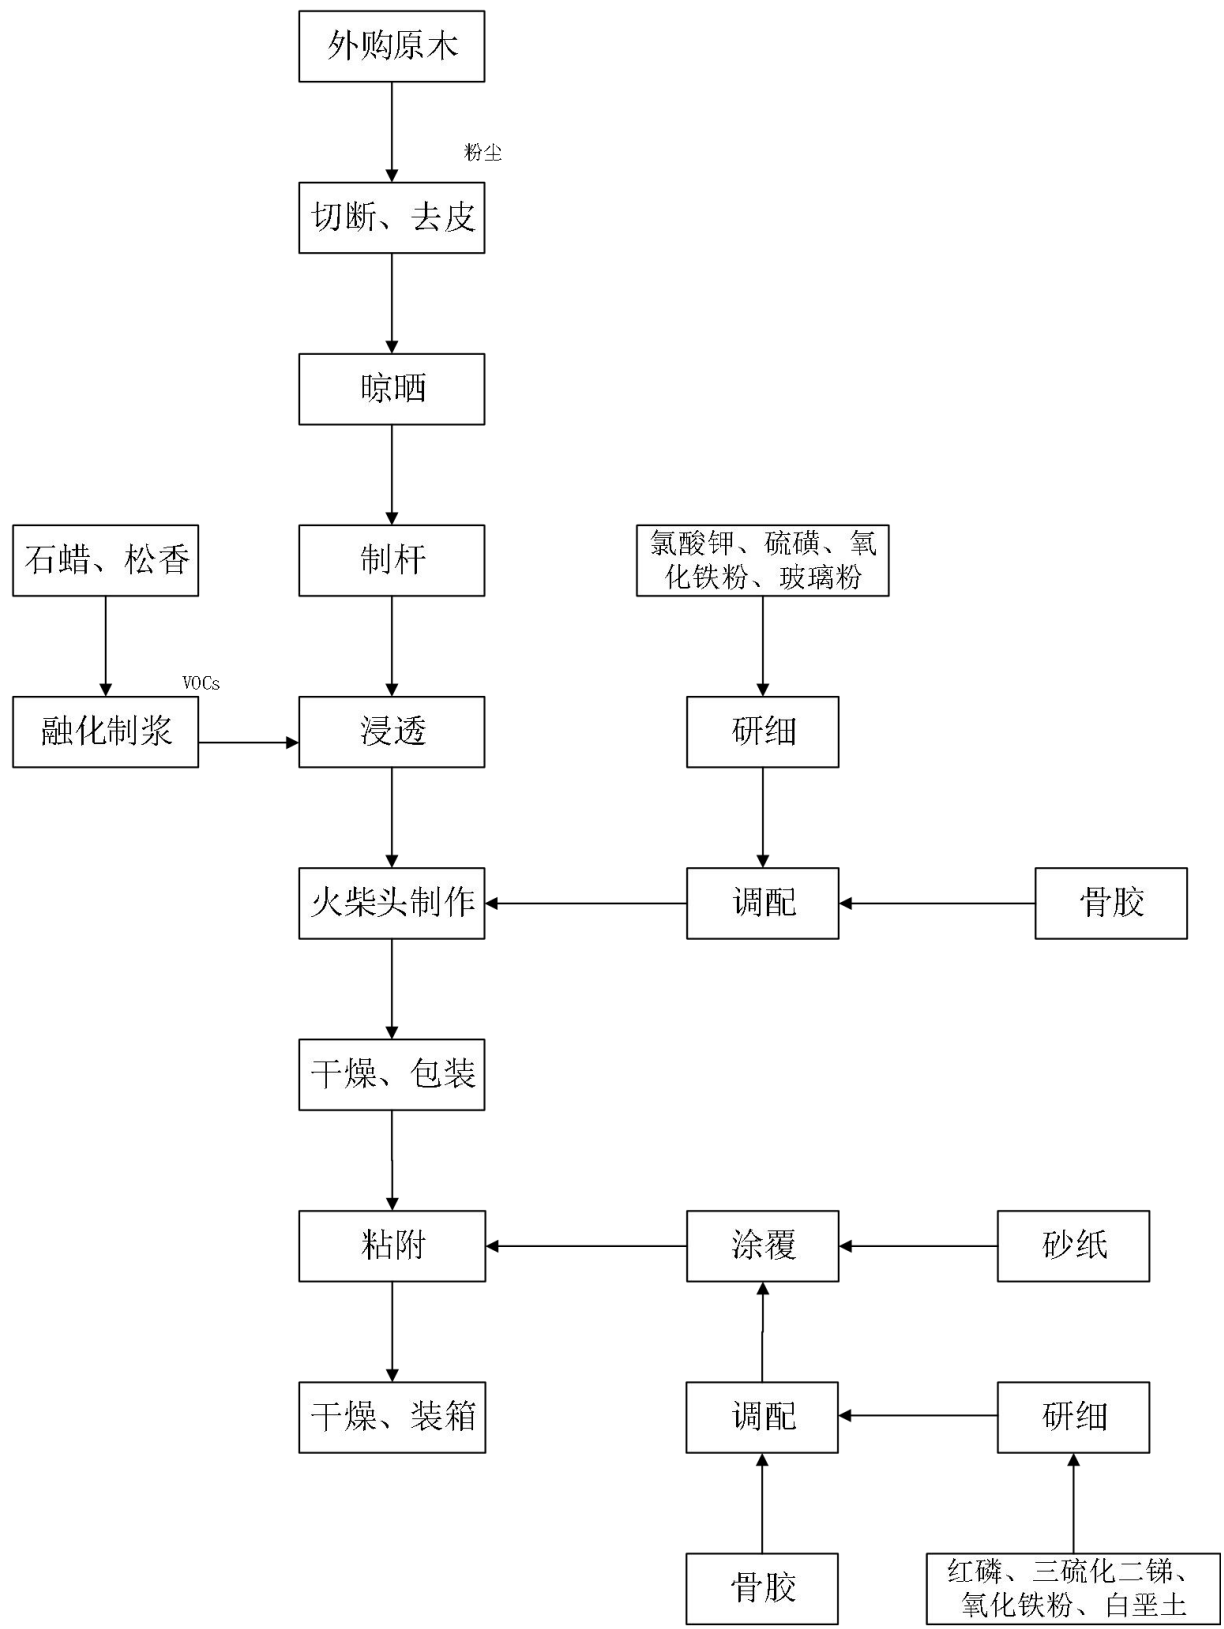 外购原木
粉尘
切断、去皮
晾晒
石蜡、松香
制杆
氯酸钾、硫磺、氧
化铁粉、玻璃粉
VOCs
融化制浆
浸透
研细
火柴头制作
调配
骨胶
干燥、包装
粘附
涂覆
砂纸
干燥、装箱
调配
研细
骨胶
红磷、三硫化二锑、
氧化铁粉、白垩土